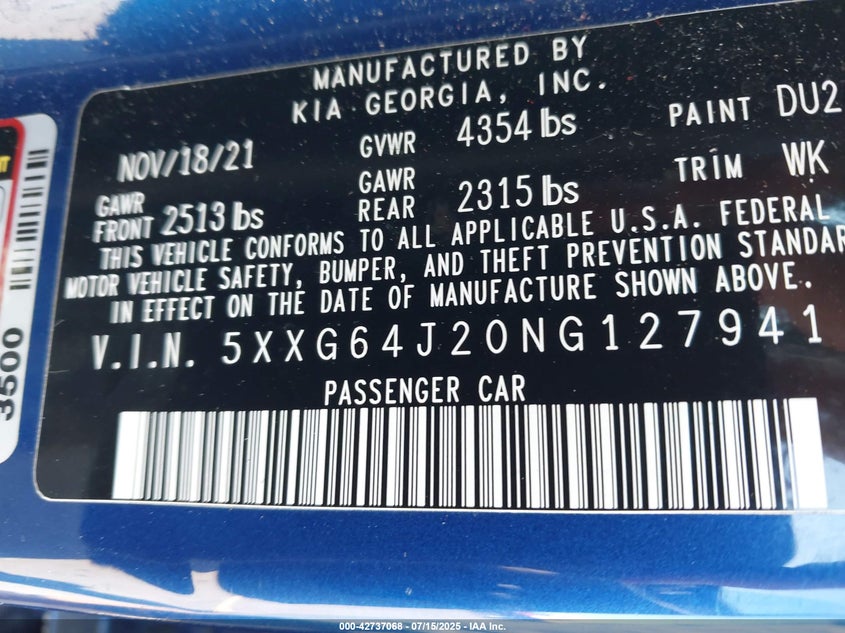 MANUFACTURED BY
KIA GEORGIA, INC.
NOV/18/21 GVWR 4354 lbs PAINT DU2
GAWR FRONT 2513 lbs GAWR REAR 2315 lbs TRIM WK
THIS VEHICLE CONFORMS TO ALL APPLICABLE U.S.A. FEDERAL
MOTOR VEHICLE SAFETY, BUMPER, AND THEFT PREVENTION STANDAR
IN EFFECT ON THE DATE OF MANUFACTURE SHOWN ABOVE.
V.I.N. 5XXG64J20NG127941
PASSENGER CAR
3500
000-42737068 - 07/15/2025 - IAA Inc.